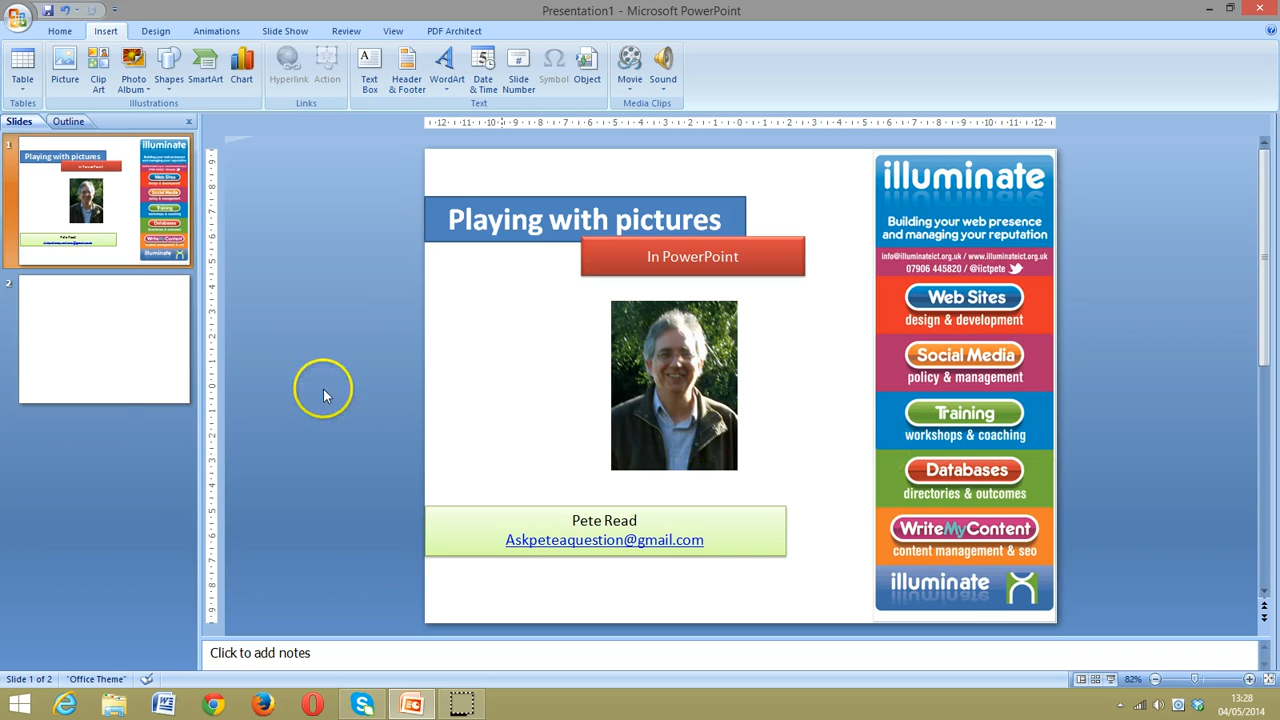 Presentation1 - Microsoft PowerPoint
Home Insert Design Animations Slide Show Review View PDF Architect
Table Picture Clip Art Photo Album Shapes SmartArt Chart Hyperlink Action Text Box Header & Footer WordArt Date & Time Slide Number Symbol Object Movie Sound
Tables Illustrations Links Text Media Clips
Slides Outline
1
2
Playing with pictures
In PowerPoint
Pete Read
Askpeteaquestion@gmail.com
illuminate
Building your web presence
and managing your reputation
info@illuminateict.org.uk / www.illuminateict.org.uk
07906 445820 / @iictpete
Web Sites
design & development
Social Media
policy & management
Training
workshops & coaching
Databases
directories & outcomes
WriteMyContent
content management & seo
illuminate
Click to add notes
Slide 1 of 2 "Office Theme" 82%
13:28
04/05/2014